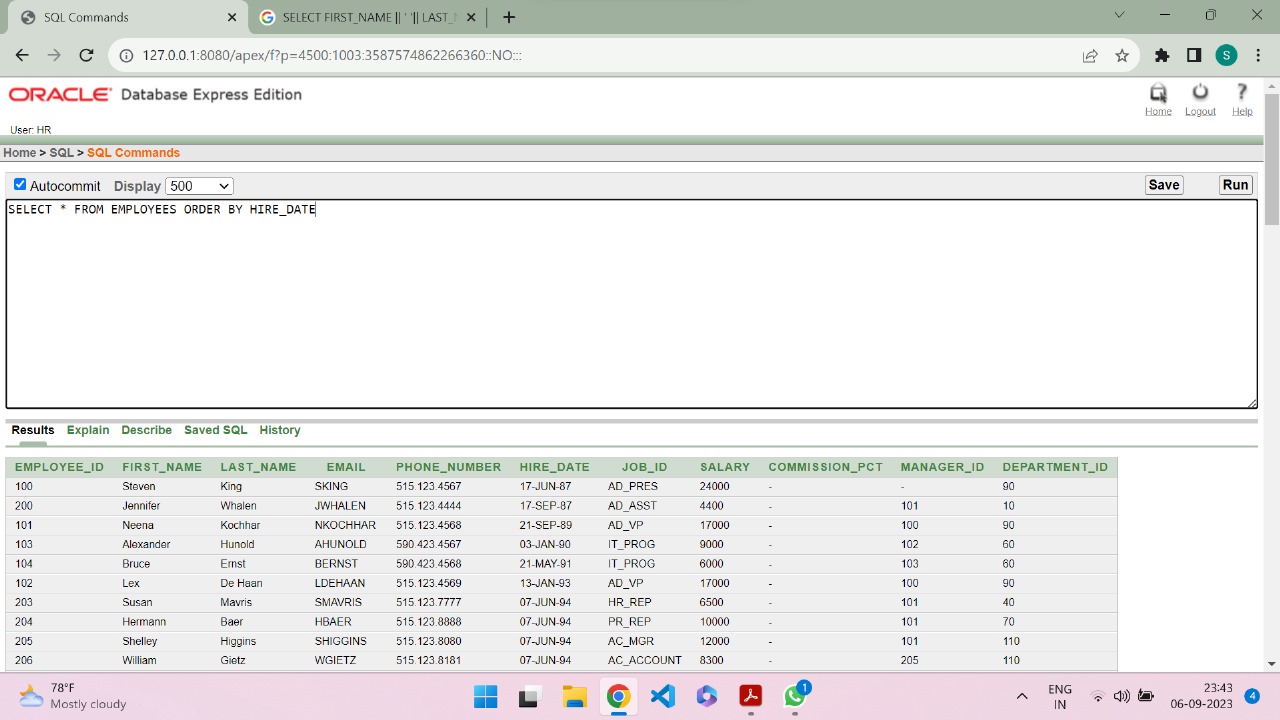 SQL Commands
SELECT FIRST_NAME || ' '|| LAST_N
127.0.0.1:8080/apex/f?p=4500:1003:3587574862266360::NO:::
S
ORACLE Database Express Edition
Home Logout Help
User: HR
Home > SQL > SQL Commands
Autocommit Display 500 Save Run
SELECT * FROM EMPLOYEES ORDER BY HIRE_DATE
Results Explain Describe Saved SQL History
EMPLOYEE_ID FIRST_NAME LAST_NAME EMAIL PHONE_NUMBER HIRE_DATE JOB_ID SALARY COMMISSION_PCT MANAGER_ID DEPARTMENT_ID
100 Steven King SKING 515.123.4567 17-JUN-87 AD_PRES 24000 - - 90
200 Jennifer Whalen JWHALEN 515.123.4444 17-SEP-87 AD_ASST 4400 - 101 10
101 Neena Kochhar NKOCHHAR 515.123.4568 21-SEP-89 AD_VP 17000 - 100 90
103 Alexander Hunold AHUNOLD 590.423.4567 03-JAN-90 IT_PROG 9000 - 102 60
104 Bruce Ernst BERNST 590.423.4568 21-MAY-91 IT_PROG 6000 - 103 60
102 Lex De Haan LDEHAAN 515.123.4569 13-JAN-93 AD_VP 17000 - 100 90
203 Susan Mavris SMAVRIS 515.123.7777 07-JUN-94 HR_REP 6500 - 101 40
204 Hermann Baer HBAER 515.123.8888 07-JUN-94 PR_REP 10000 - 101 70
205 Shelley Higgins SHIGGINS 515.123.8080 07-JUN-94 AC_MGR 12000 - 101 110
206 William Gietz WGIETZ 515.123.8181 07-JUN-94 AC_ACCOUNT 8300 - 205 110
78°F
Mostly cloudy
1
ENG
IN
23:43
06-09-2023
4